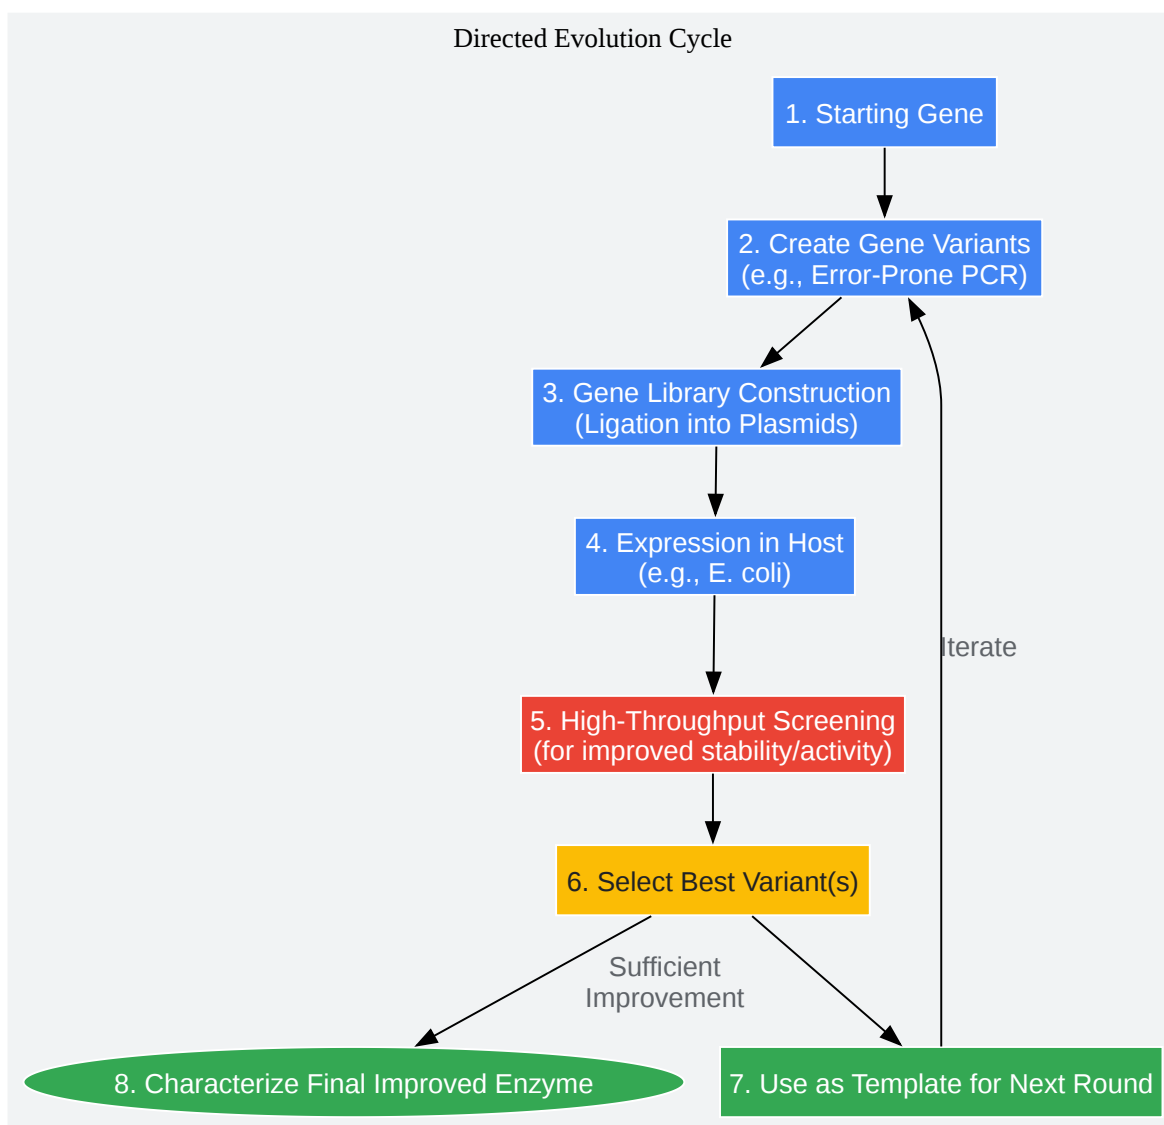 Directed Evolution Cycle
1. Starting Gene
2. Create Gene Variants
(e.g., Error-Prone PCR)
3. Gene Library Construction
(Ligation into Plasmids)
4. Expression in Host
(e.g., E. coli)
Iterate
5. High-Throughput Screening
(for improved stability/activity)
6. Select Best Variant(s)
Sufficient
Improvement
8. Characterize Final Improved Enzyme
7. Use as Template for Next Round